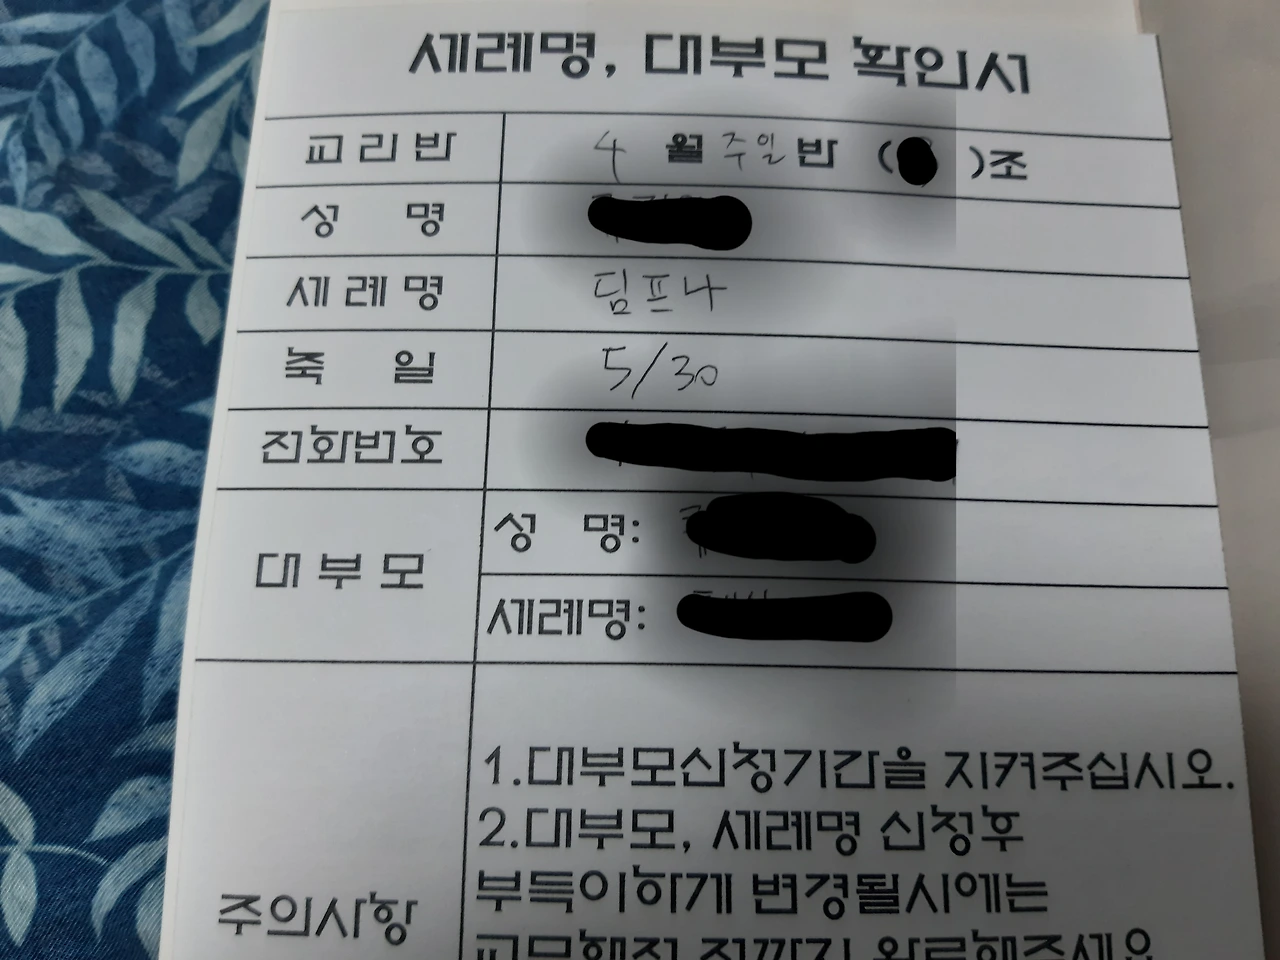 세례명, 대부모 확인서
교리반 4 월 주일 반 ( )조
성 명
세례명 딤프나
축 일 5/30
전화번호
대부모
성 명:
세례명:
주의사항
1.대부모신청기간을 지켜주십시오.
2.대부모, 세례명 신청후
부득이하게 변경될시에는